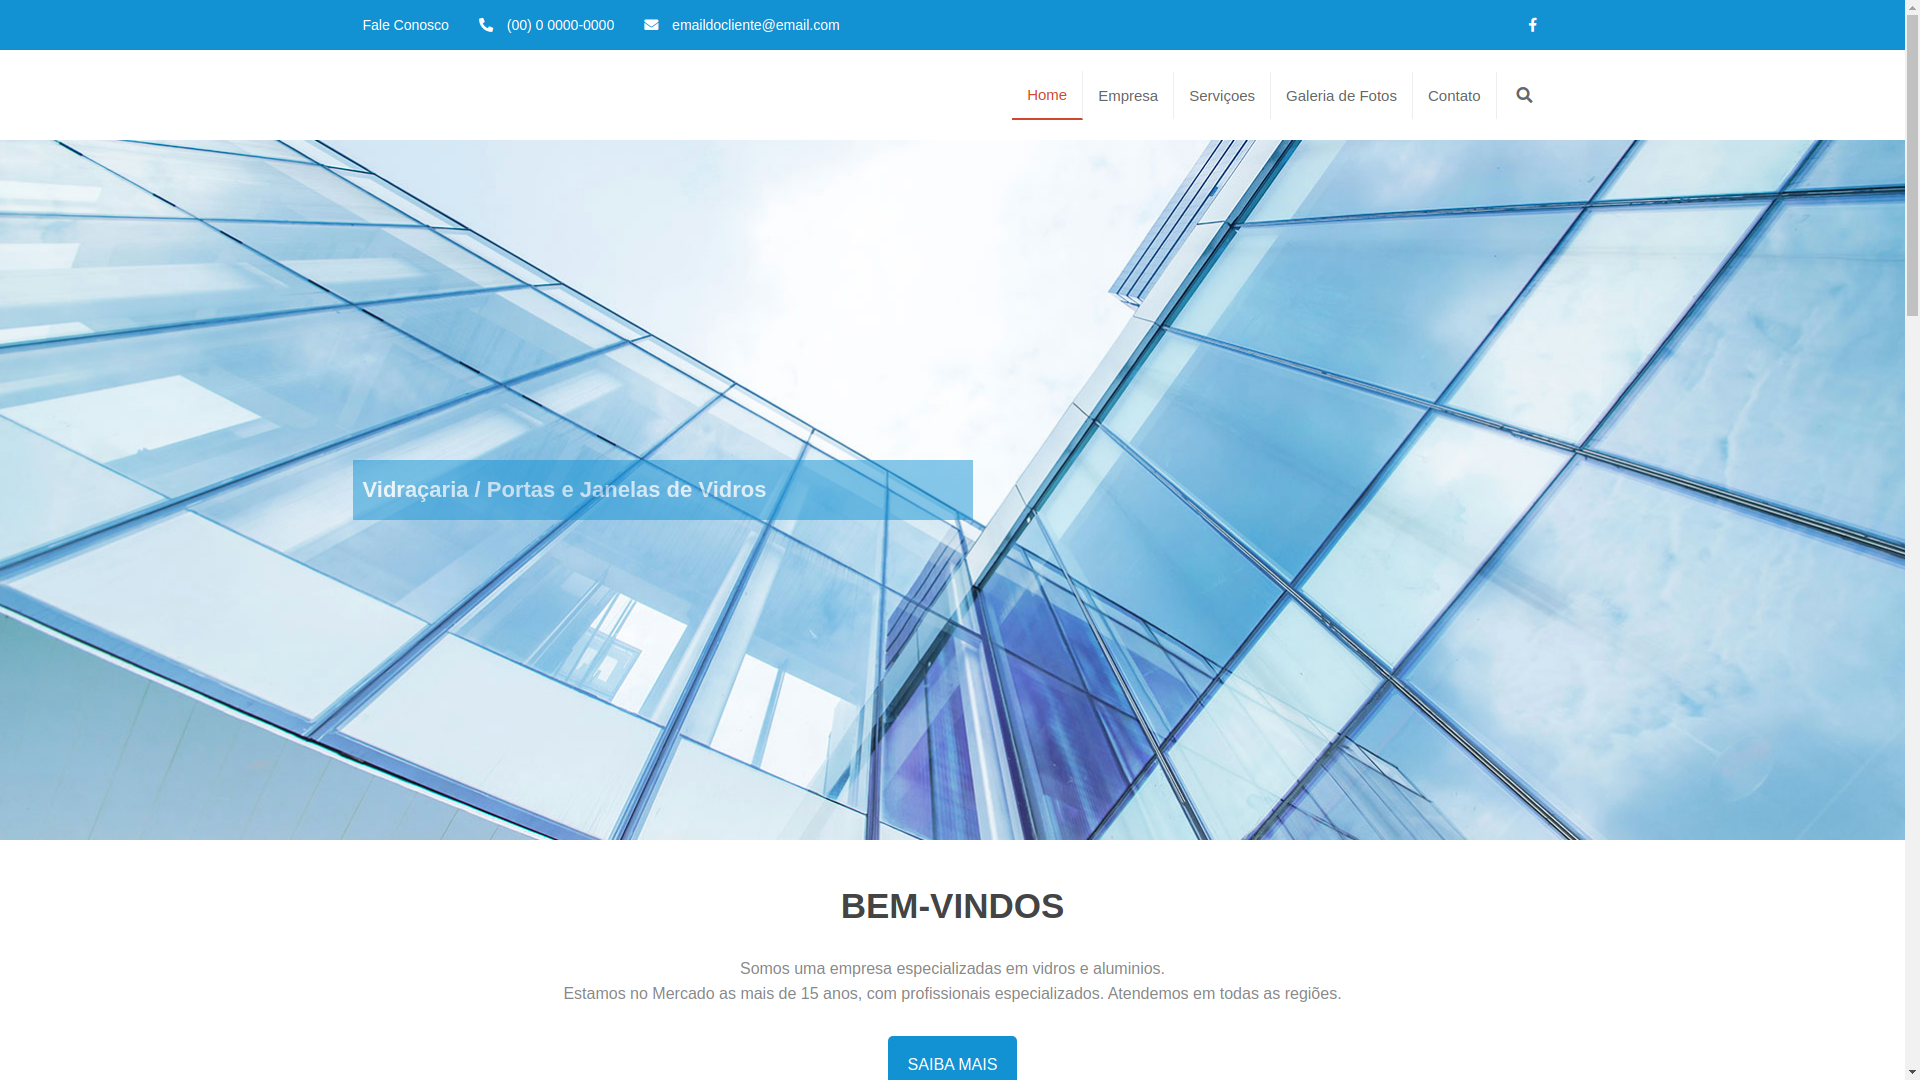 Fale Conosco (00) 0 0000-0000 emaildocliente@email.com
Home Empresa Serviçoes Galeria de Fotos Contato
Vidraçaria / Portas e Janelas de Vidros
BEM-VINDOS
Somos uma empresa especializadas em vidros e aluminios.
Estamos no Mercado as mais de 15 anos, com profissionais especializados. Atendemos em todas as regiões.
SAIBA MAIS